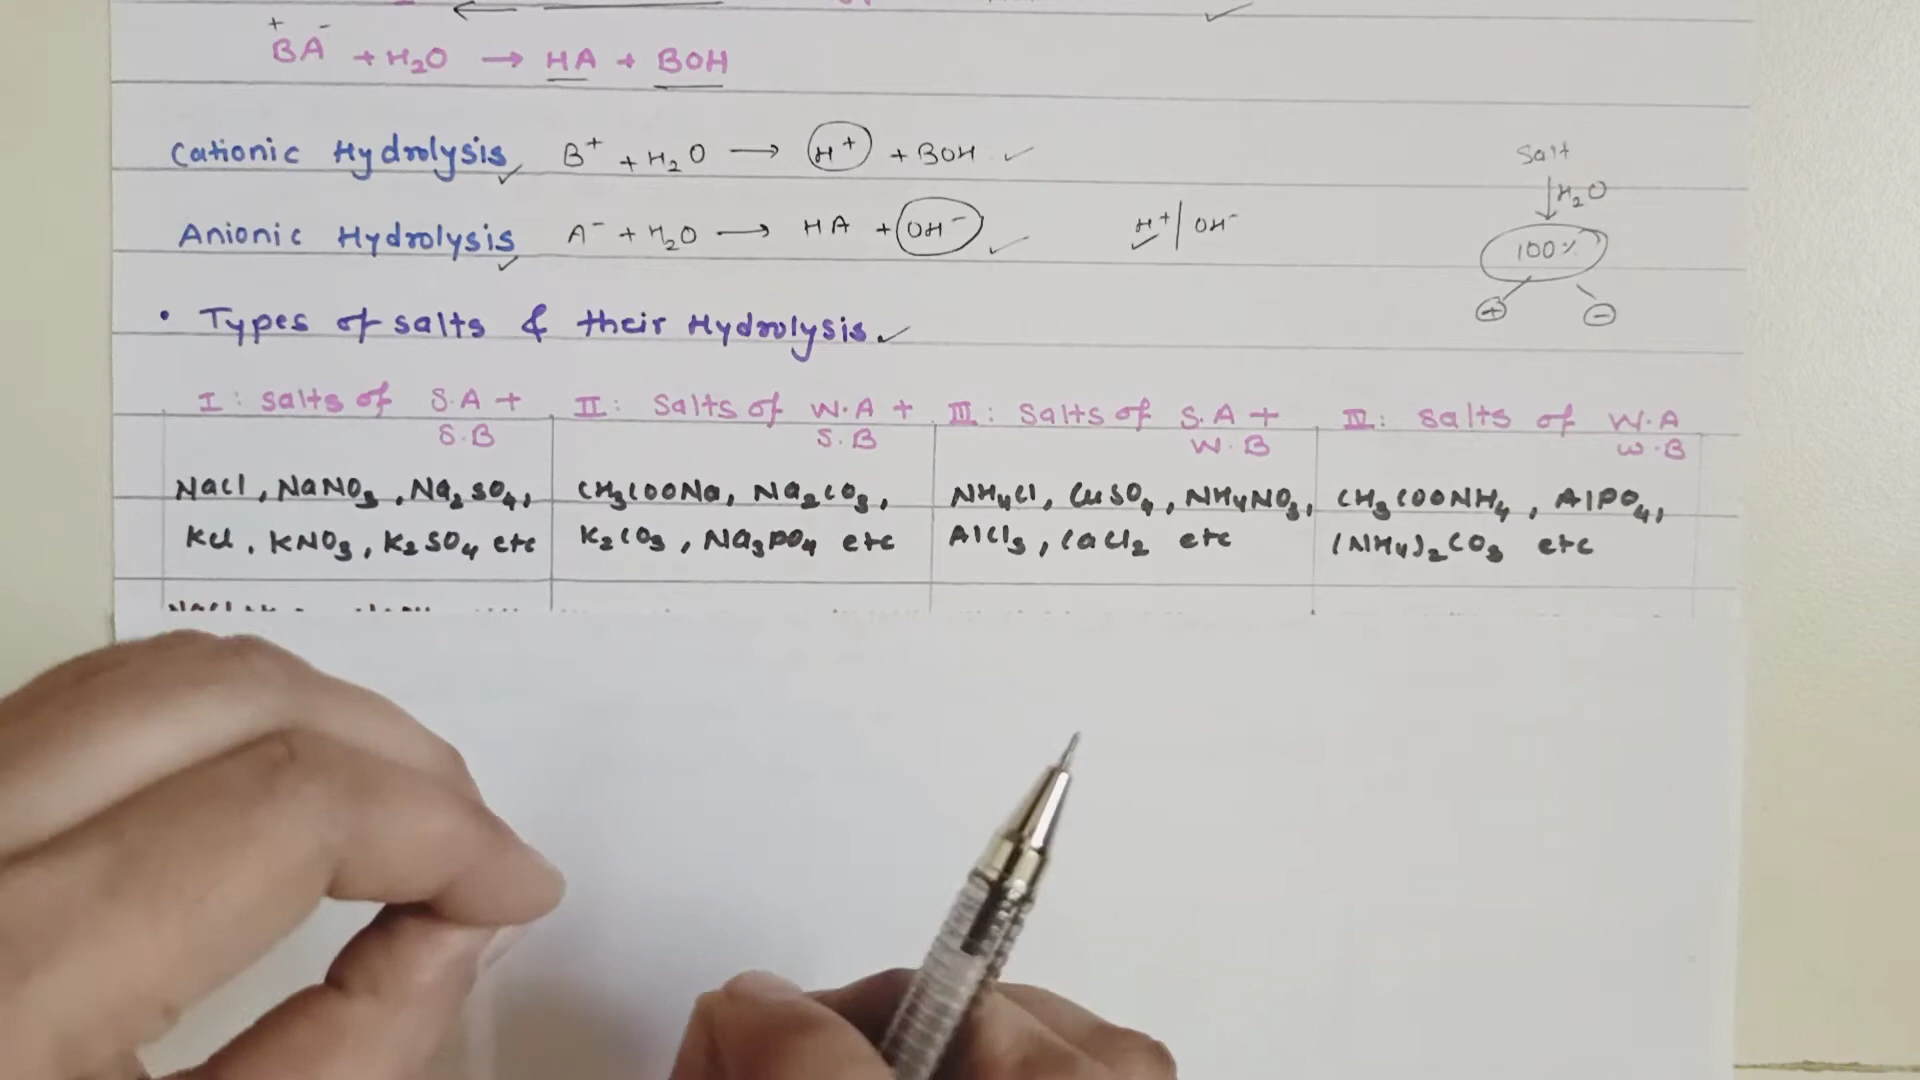 B⁺A⁻ + H₂O → HA + BOH
Cationic Hydrolysis B⁺ + H₂O → H⁺ + BOH
Anionic Hydrolysis A⁻ + H₂O → HA + OH⁻
H⁺ | OH⁻
Salt
↓ H₂O
100%
+ −
• Types of salts & their Hydrolysis
I : salts of S.A +
S.B
NaCl, NaNO₃, Na₂SO₄,
KCl, KNO₃, K₂SO₄ etc
II : Salts of W.A +
S.B
CH₃COONa, Na₂CO₃,
K₂CO₃, Na₃PO₄ etc
III : Salts of S.A +
W.B
NH₄Cl, CuSO₄, NH₄NO₃,
AlCl₃, CaCl₂ etc
IV : salts of W.A
W.B
CH₃COONH₄, AlPO₄,
(NH₄)₂CO₃ etc